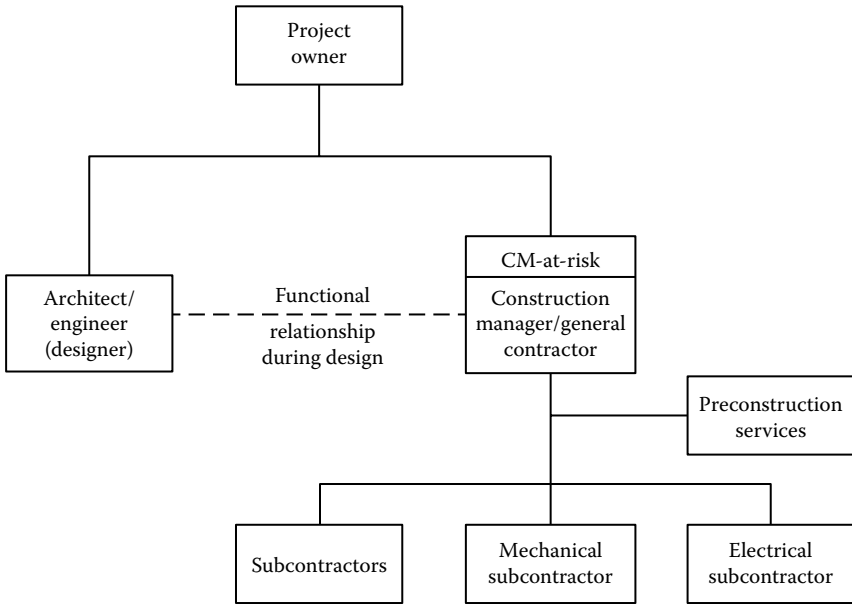 Project
owner
CM-at-risk
Architect/
engineer
(designer)
Functional
relationship
during design
Construction
manager/general
contractor
Preconstruction
services
Subcontractors
Mechanical
subcontractor
Electrical
subcontractor